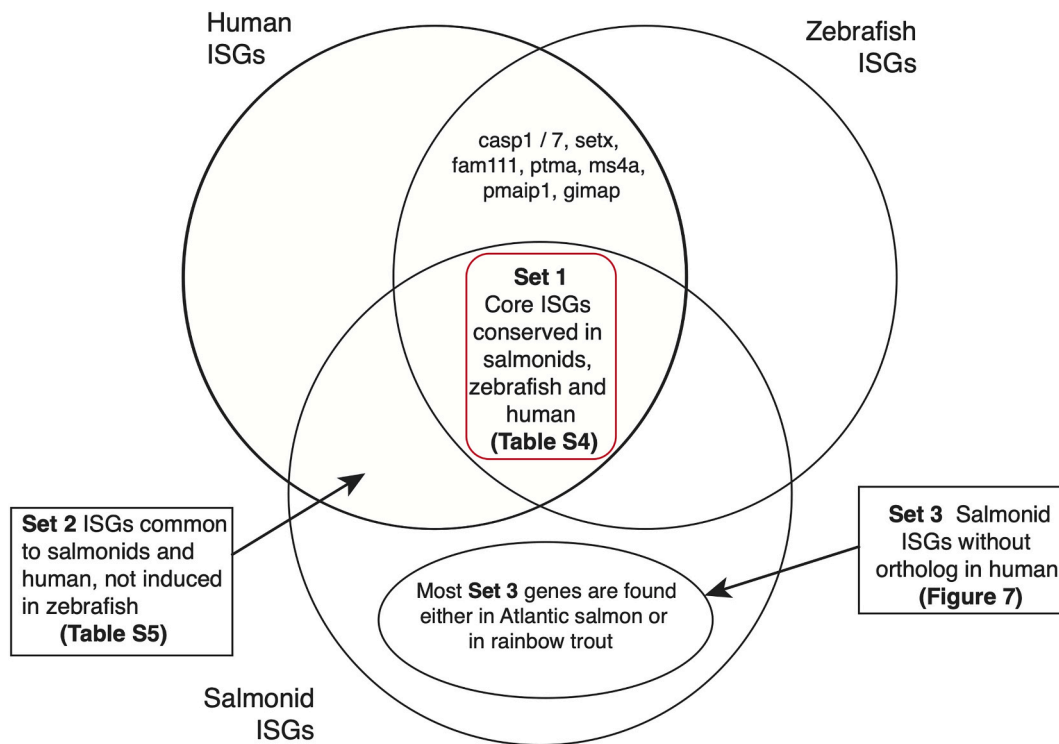 Human
ISGs
Zebrafish
ISGs
casp1 / 7, setx,
fam111, ptma, ms4a,
pmaip1, gimap
Set 1
Core ISGs
conserved in
salmonids,
zebrafish and
human
(Table S4)
Set 2 ISGs common
to salmonids and
human, not induced
in zebrafish
(Table S5)
Set 3 Salmonid
ISGs without
ortholog in human
(Figure 7)
Most Set 3 genes are found
either in Atlantic salmon or
in rainbow trout
Salmonid
ISGs